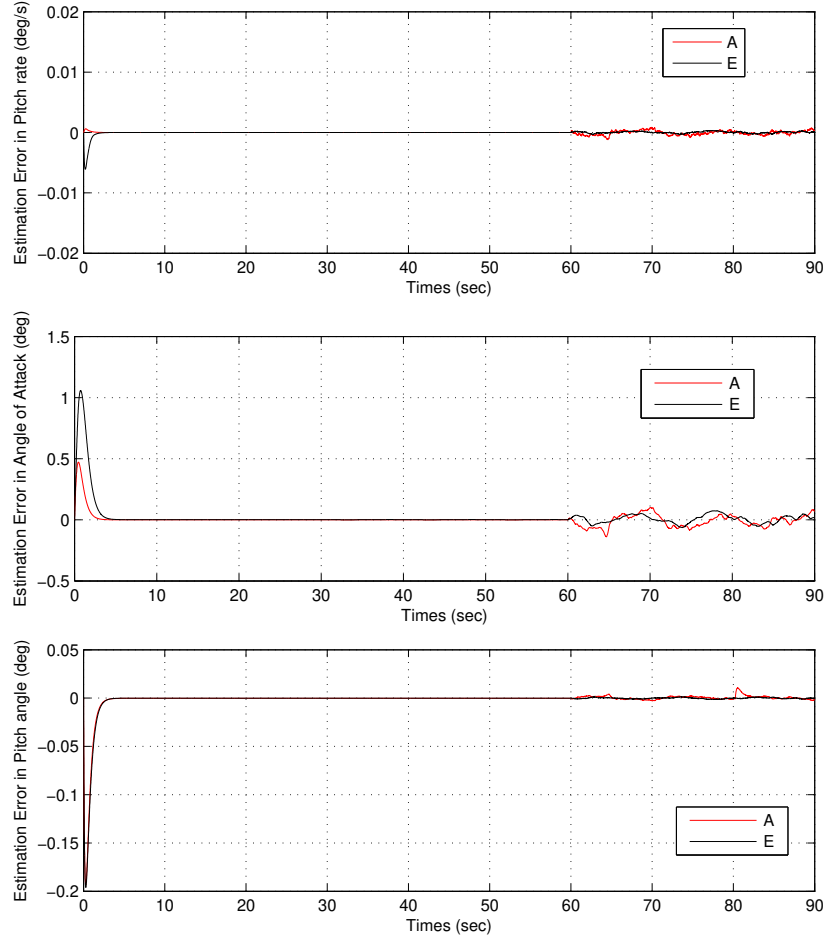 Estimation Error in Pitch rate (deg/s)
0.02
0.01
0
−0.01
−0.02
A
E
0 10 20 30 40 50 60 70 80 90
Times (sec)
Estimation Error in Angle of Attack (deg)
1.5
1
0.5
0
−0.5
A
E
0 10 20 30 40 50 60 70 80 90
Times (sec)
Estimation Error in Pitch angle (deg)
0.05
0
−0.05
−0.1
−0.15
−0.2
A
E
0 10 20 30 40 50 60 70 80 90
Times (sec)